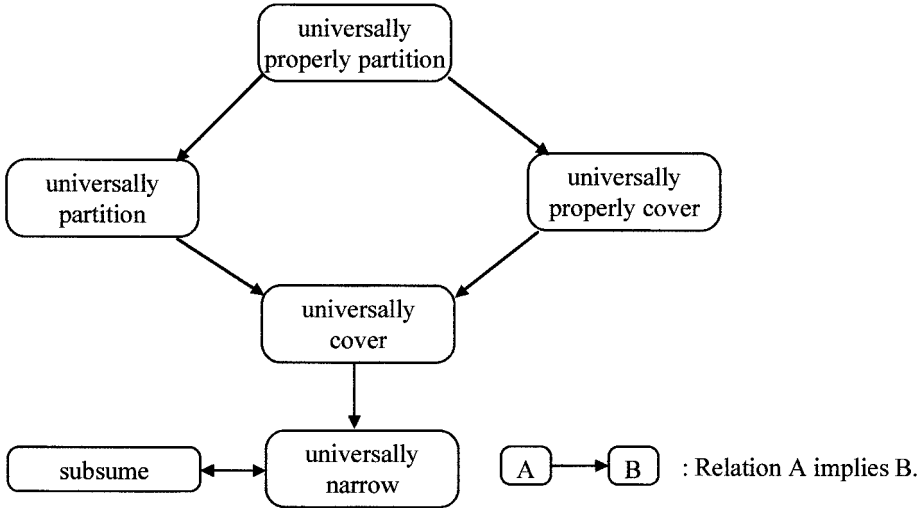 universally
properly partition
universally
partition
universally
properly cover
universally
cover
subsume
universally
narrow
A
B
: Relation A implies B.